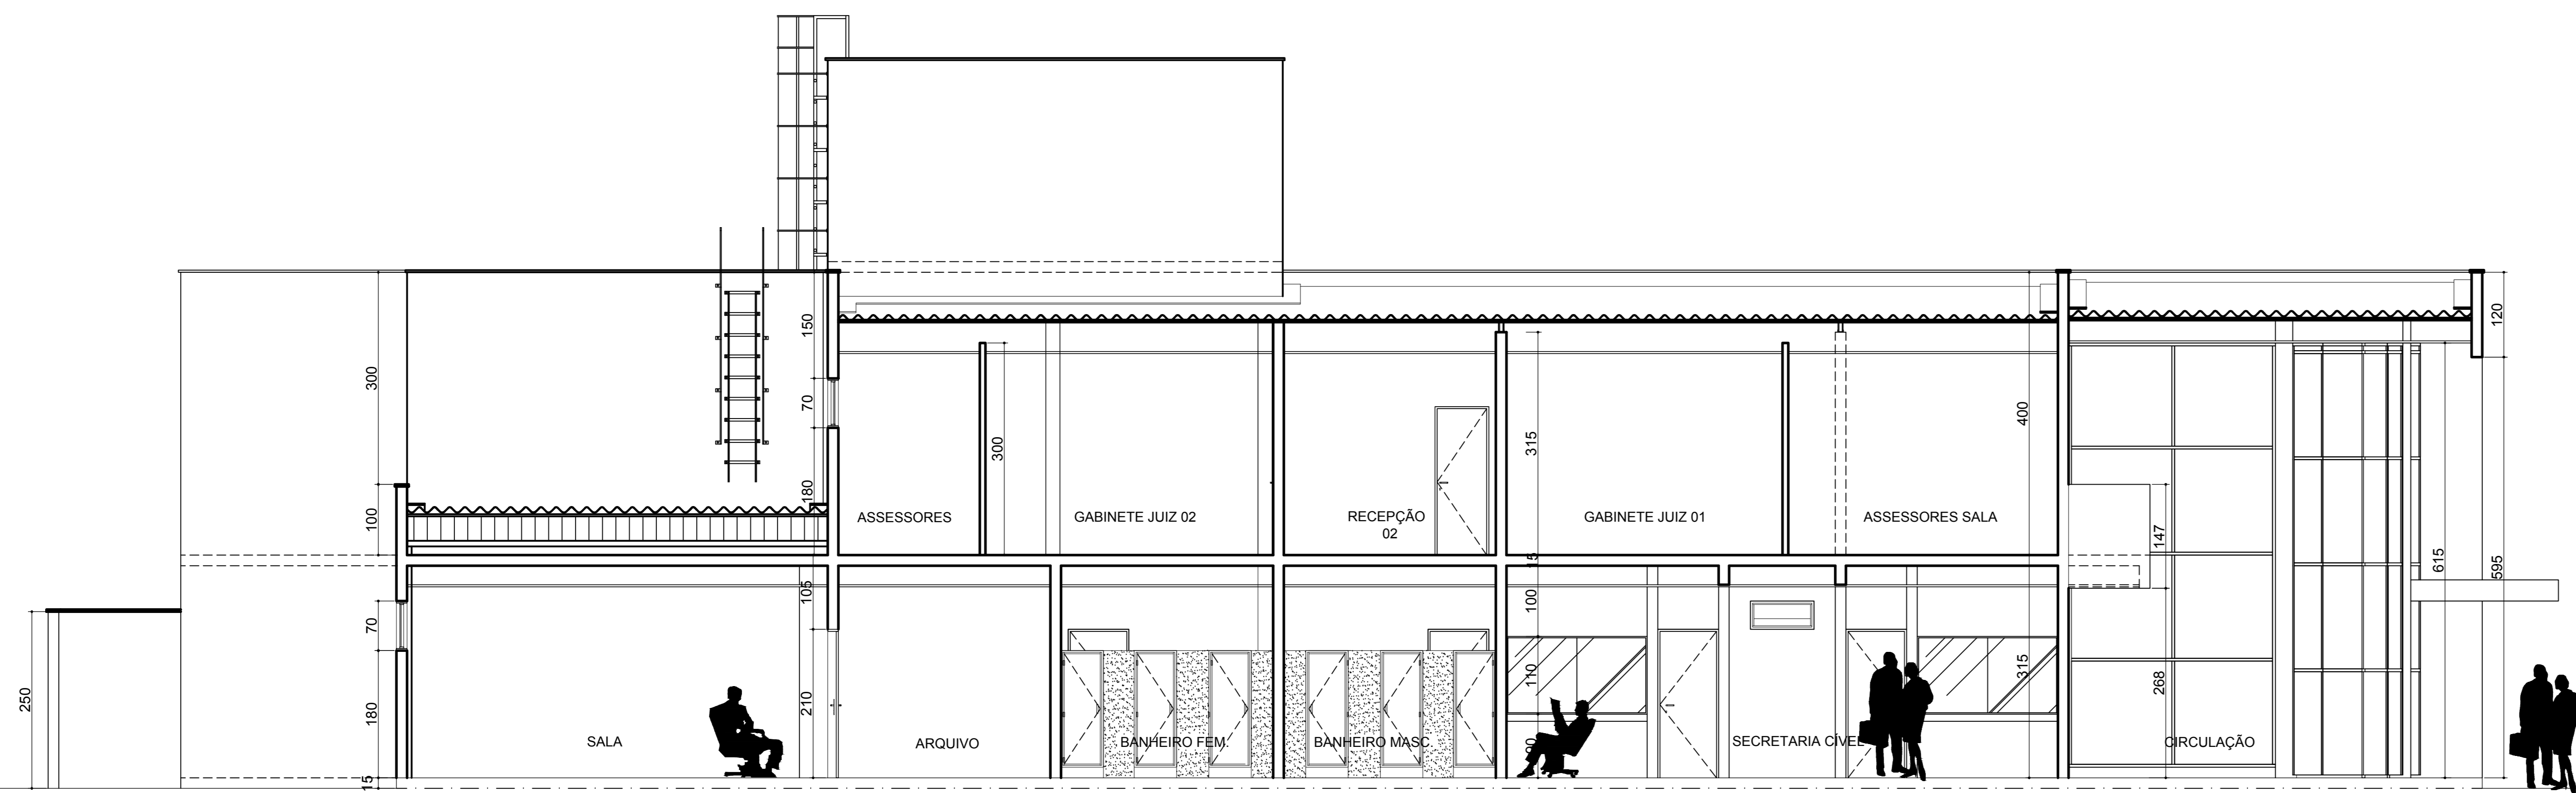 150
120
300
70
400
315
300
180
100
ASSESSORES
GABINETE JUIZ 02
RECEPÇÃO
02
GABINETE JUIZ 01
ASSESSORES SALA
147
15
615
595
105
100
70
250
180
210
110
315
268
90
SALA
ARQUIVO
BANHEIRO FEM.
BANHEIRO MASC.
SECRETARIA CÍVEL
CIRCULAÇÃO
15